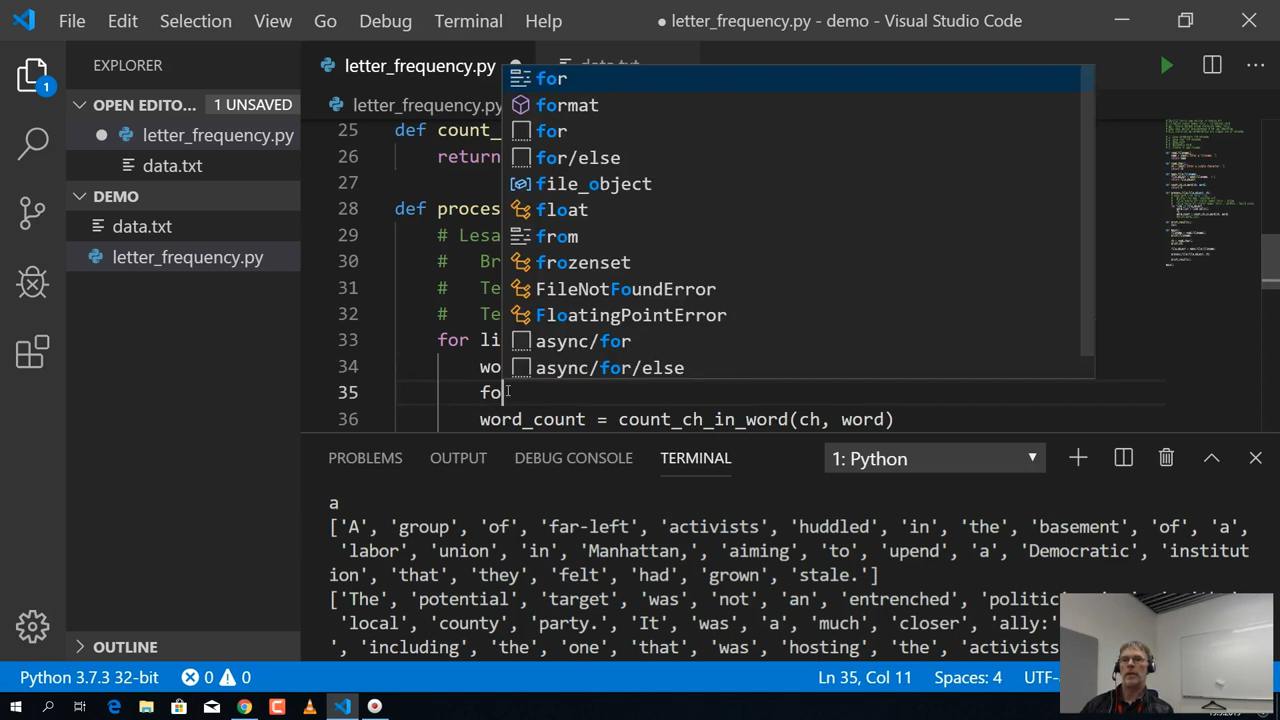 File Edit Selection View Go Debug Terminal Help ● letter_frequency.py - demo - Visual Studio Code
EXPLORER
OPEN EDITO... 1 UNSAVED
letter_frequency.py
data.txt
DEMO
data.txt
letter_frequency.py
OUTLINE
1
letter_frequency.py
letter_frequency.py
25 def count_
26 return
27
28 def proces
29 # Lesa
30 # Br
31 # Te
32 # Te
33 for li
34 wo
35 fo
36 word_count = count_ch_in_word(ch, word)
for
format
for
for/else
file_object
float
from
frozenset
FileNotFoundError
FloatingPointError
async/for
async/for/else
PROBLEMS OUTPUT DEBUG CONSOLE TERMINAL 1: Python
a
['A', 'group', 'of', 'far-left', 'activists', 'huddled', 'in', 'the', 'basement', 'of', 'a',
'labor', 'union', 'in', 'Manhattan,', 'aiming', 'to', 'upend', 'a', 'Democratic', 'institut
ion', 'that', 'they', 'felt', 'had', 'grown', 'stale.']
['The', 'potential', 'target', 'was', 'not', 'an', 'entrenched',
'local', 'county', 'party.', 'It', 'was', 'a', 'much', 'closer', 'ally:'
', 'including', 'the', 'one', 'that', 'was', 'hosting', 'the', 'activists
Python 3.7.3 32-bit 0 0 Ln 35, Col 11 Spaces: 4 UTF-